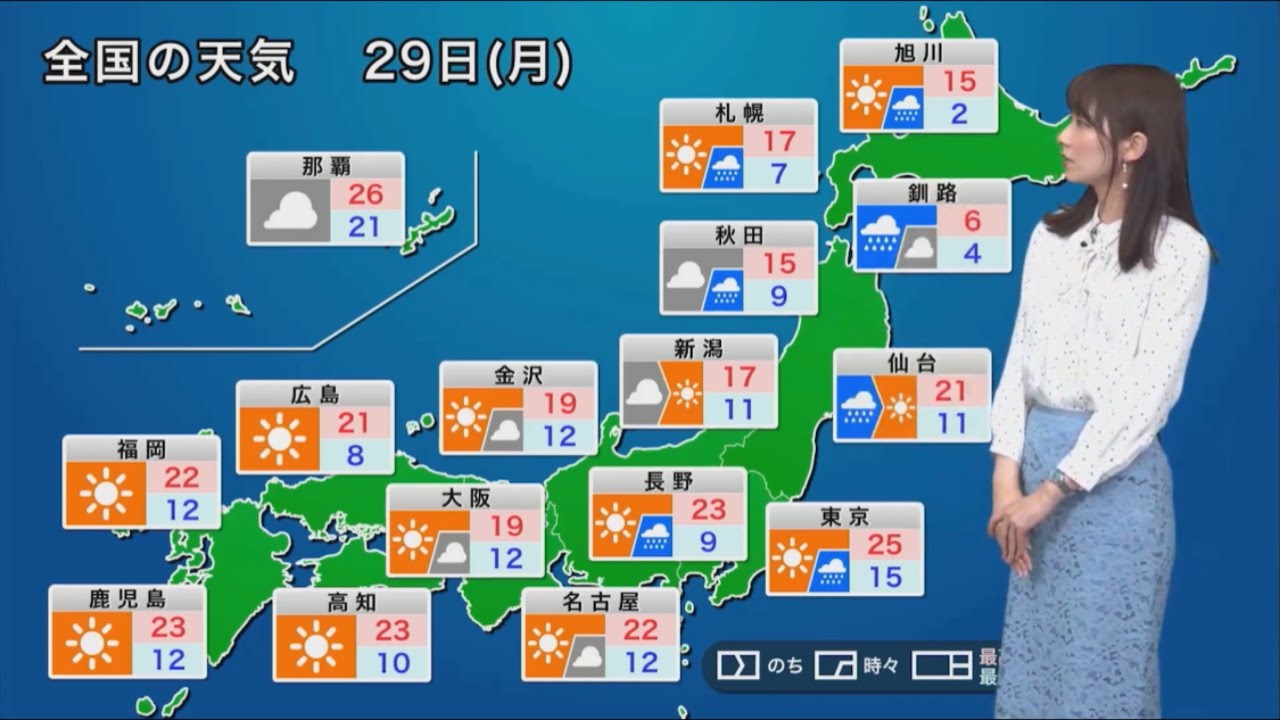 全国の天気 29日(月)
旭川
15
2
札幌
17
7
那覇
26
21
釧路
6
4
秋田
15
9
新潟
17
11
仙台
21
11
金沢
19
12
広島
21
8
福岡
22
12
長野
23
9
大阪
19
12
東京
25
15
鹿児島
23
12
高知
23
10
名古屋
22
12
のち 時々 最
最